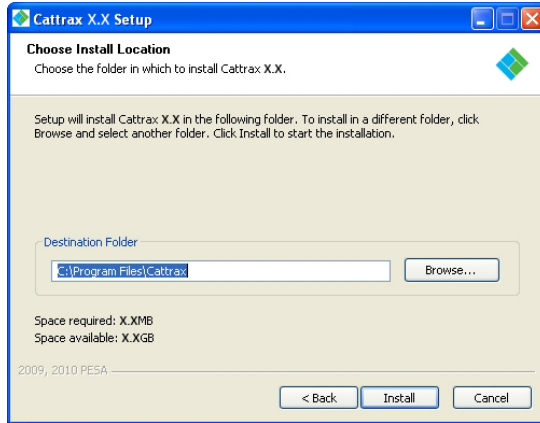 Cattrax X.X Setup
Choose Install Location
Choose the folder in which to install Cattrax X.X.
Setup will install Cattrax X.X in the following folder. To install in a different folder, click
Browse and select another folder. Click Install to start the installation.
Destination Folder
C:\Program Files\Cattrax
Browse...
Space required: X.XMB
Space available: X.XGB
2009, 2010 PESA
< Back
Install
Cancel